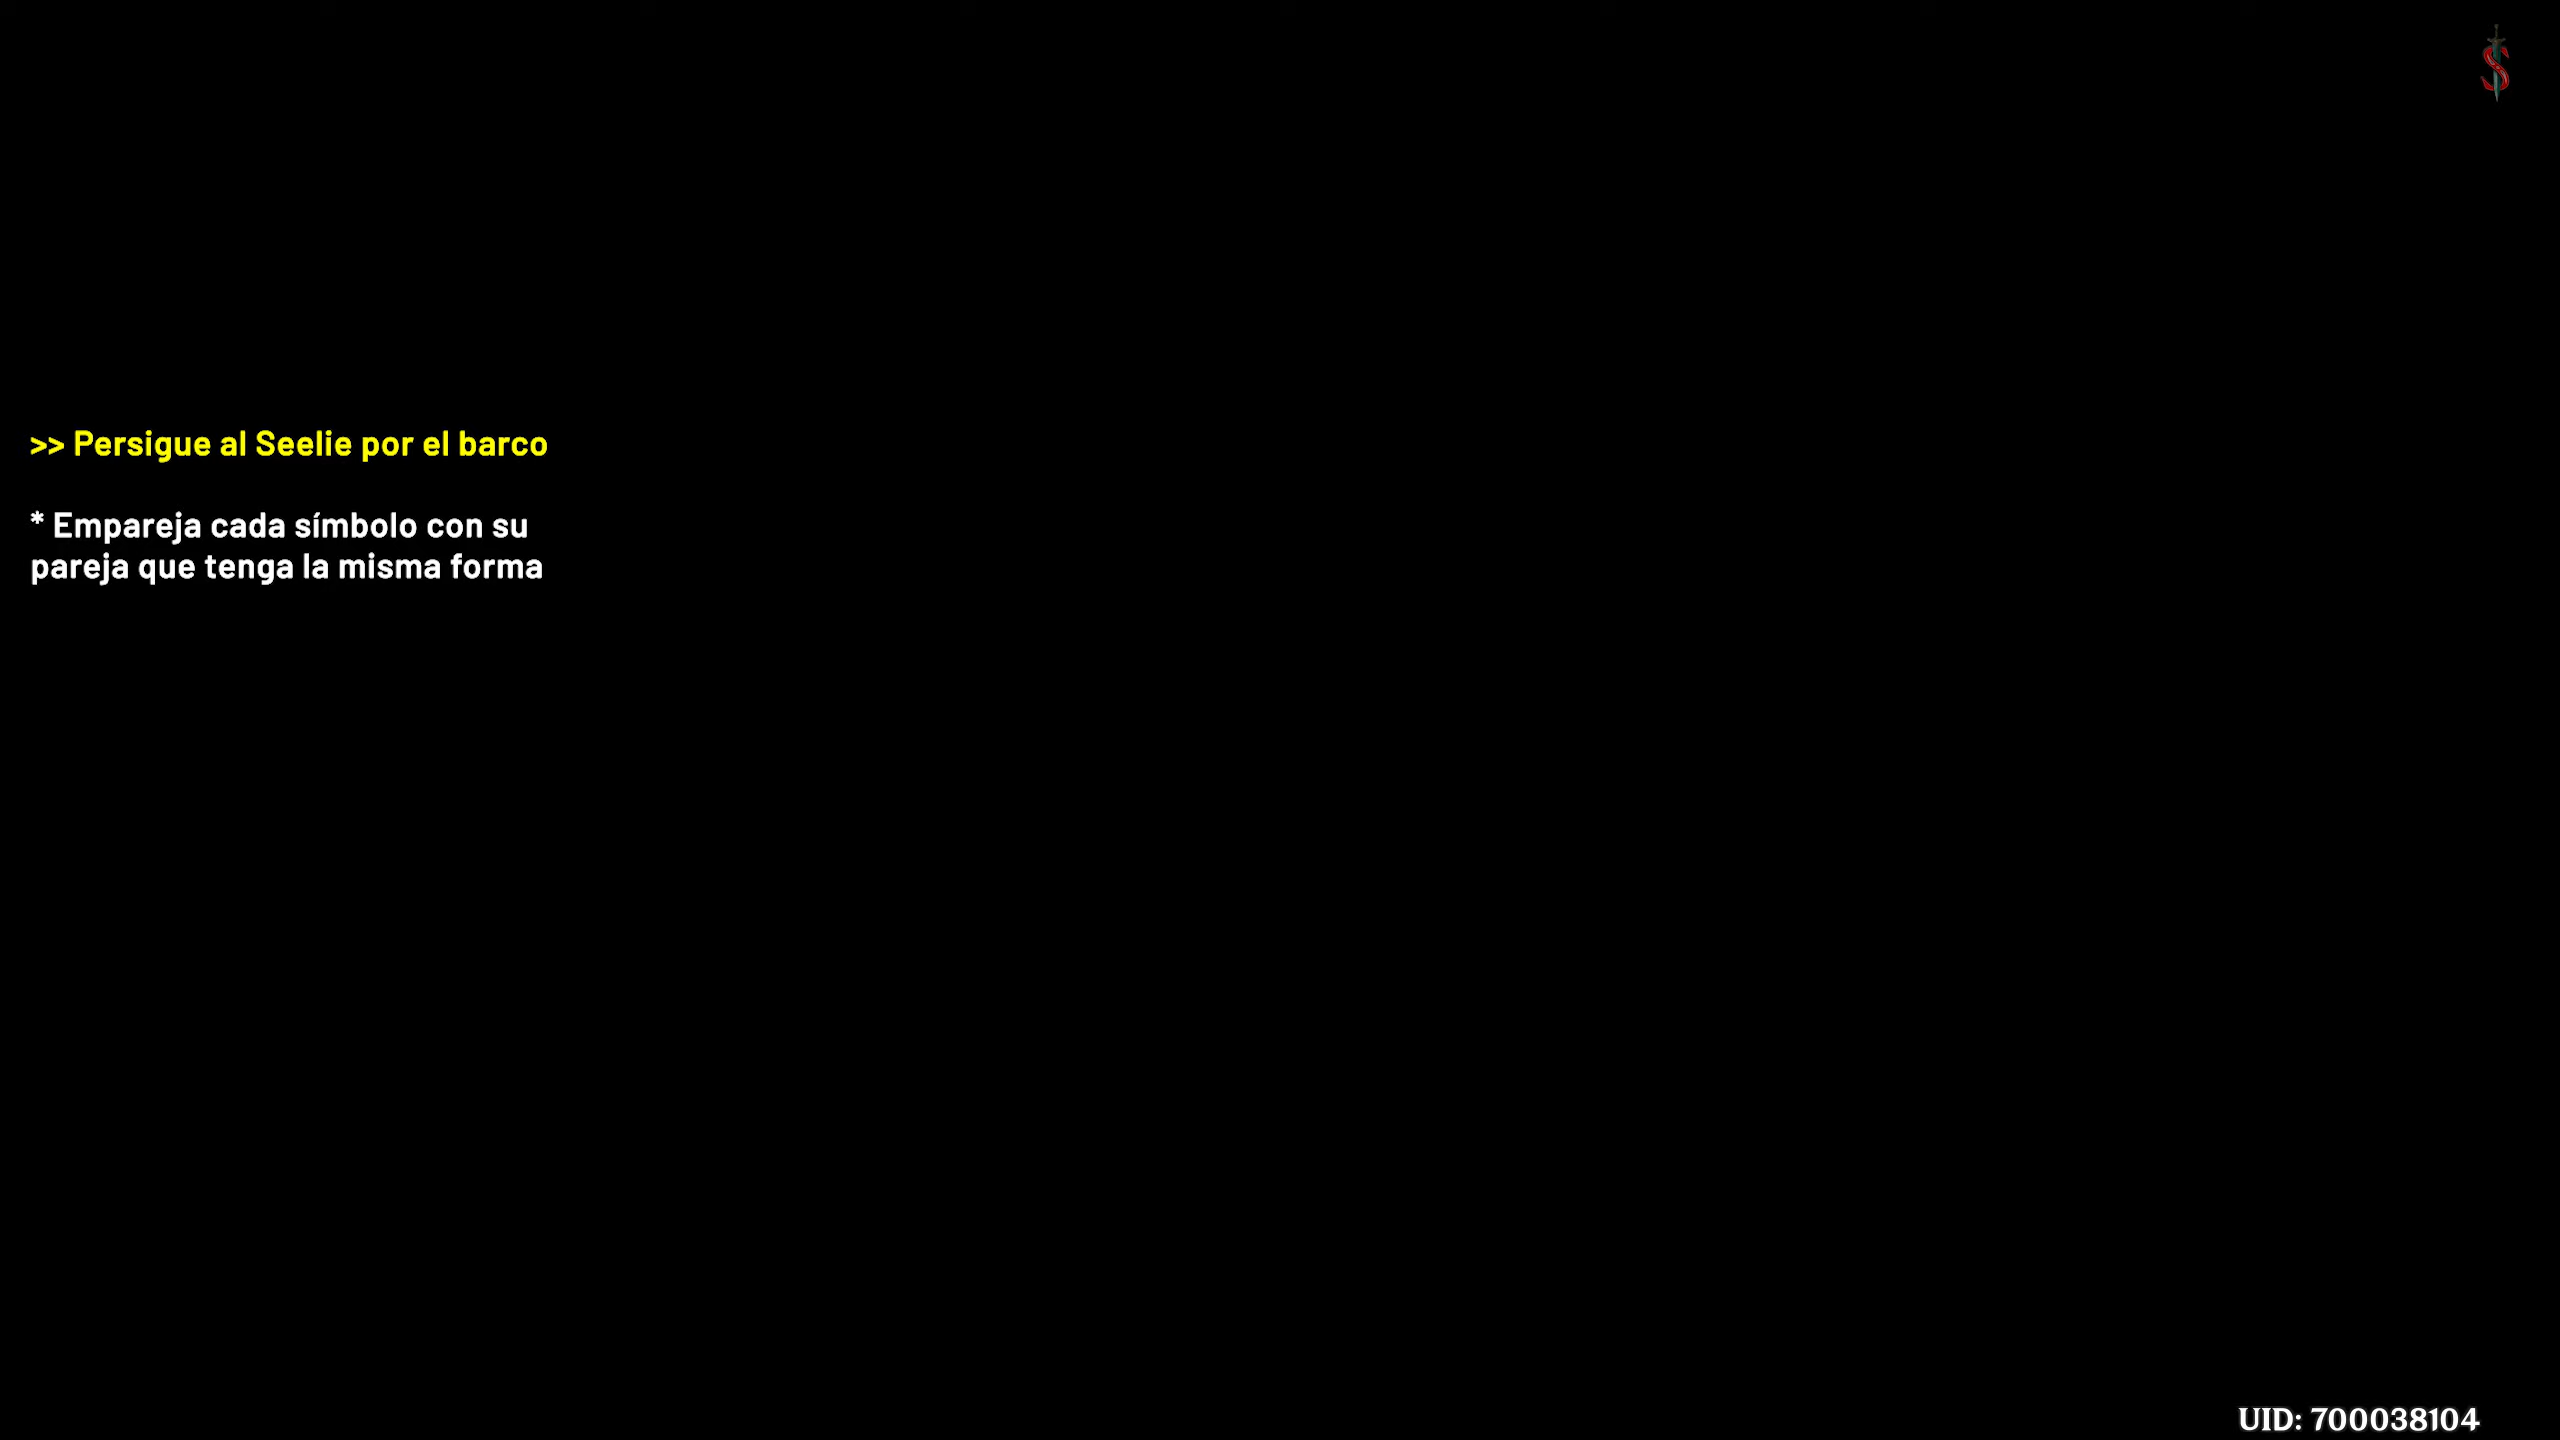 >> Persigue al Seelie por el barco
* Empareja cada símbolo con su
pareja que tenga la misma forma
UID: 700038104